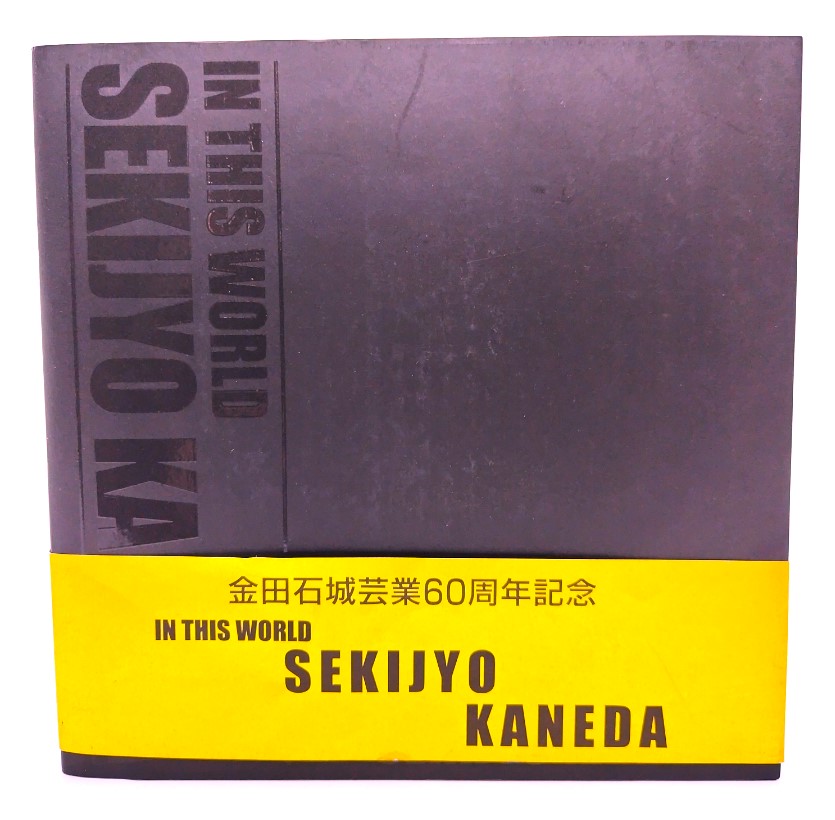 IN THIS WORLD
SEKIJYO KA
金田石城芸業60周年記念
IN THIS WORLD
SEKIJYO
KANEDA